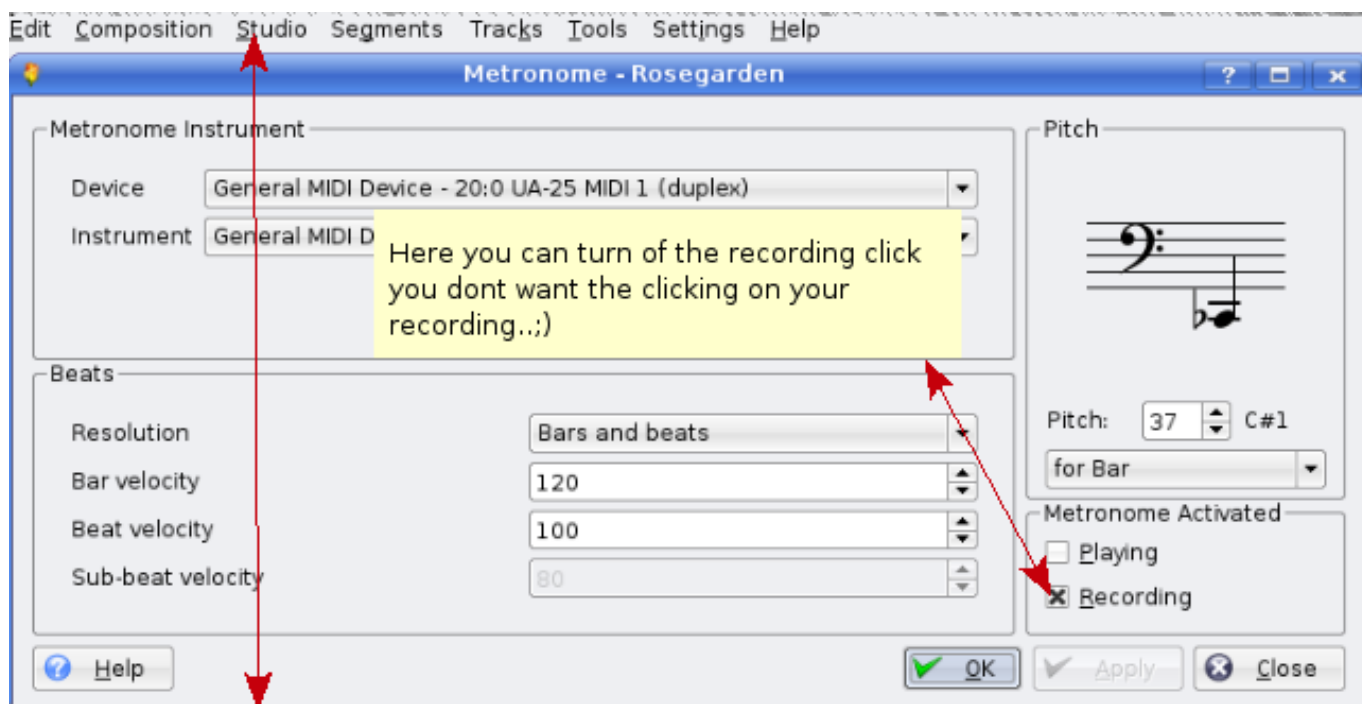 Edit Composition Studio Segments Tracks Tools Settings Help
Metronome - Rosegarden ?
Metronome Instrument
Pitch
Device General MIDI Device - 20:0 UA-25 MIDI 1 (duplex)
Instrument General MIDI D
Here you can turn of the recording click
you dont want the clicking on your
recording..;)
Beats
Resolution Bars and beats
Pitch: 37 C#1
Bar velocity 120
for Bar
Beat velocity 100
Metronome Activated
Playing
Sub-beat velocity 80
Recording
Help OK Apply Close